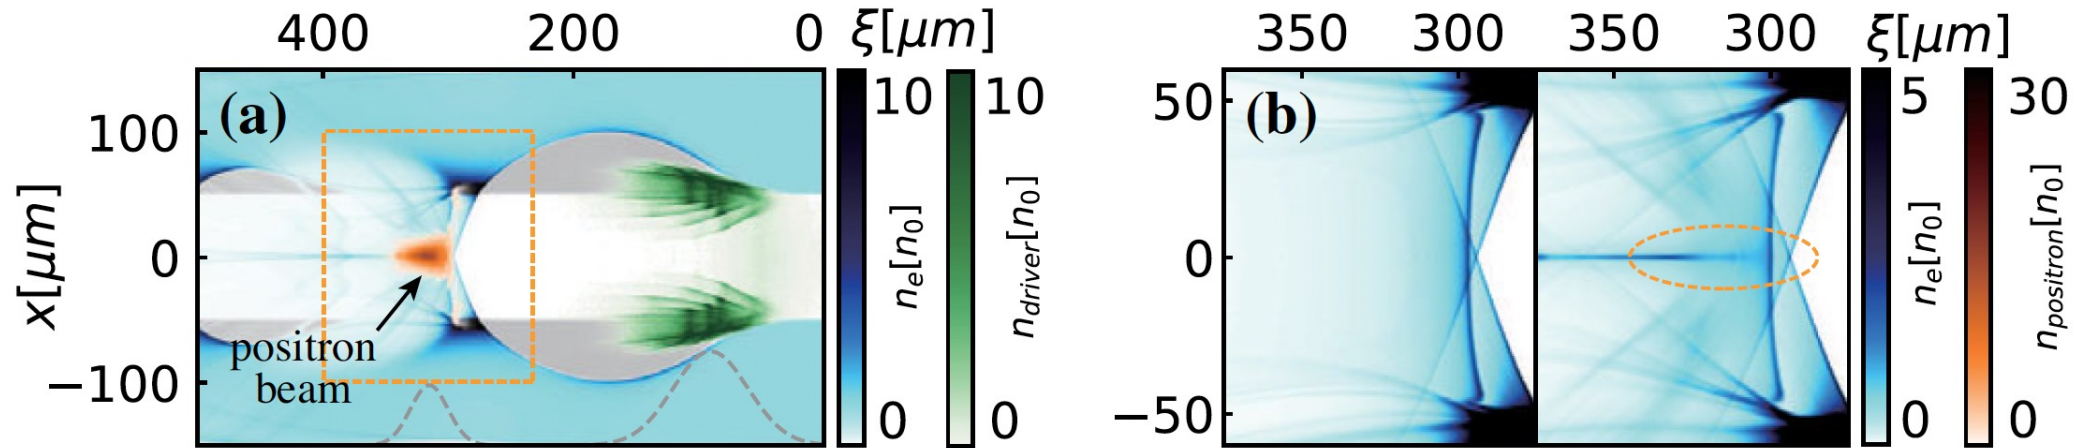 400 200 0 ξ[μm]
(a)
100
0
−100
x[μm]
positron
beam
10
0
n_e[n_0]
10
0
n_driver[n_0]
350 300 350 300 ξ[μm]
(b)
50
0
−50
5
0
n_e[n_0]
30
0
n_positron[n_0]